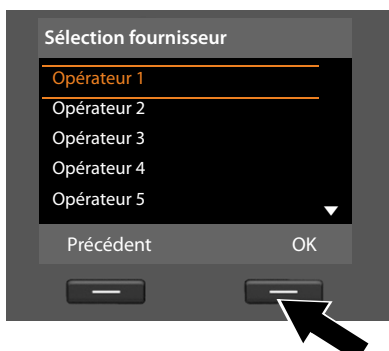 Sélection fournisseur
Opérateur 1
Opérateur 2
Opérateur 3
Opérateur 4
Opérateur 5
Précédent OK